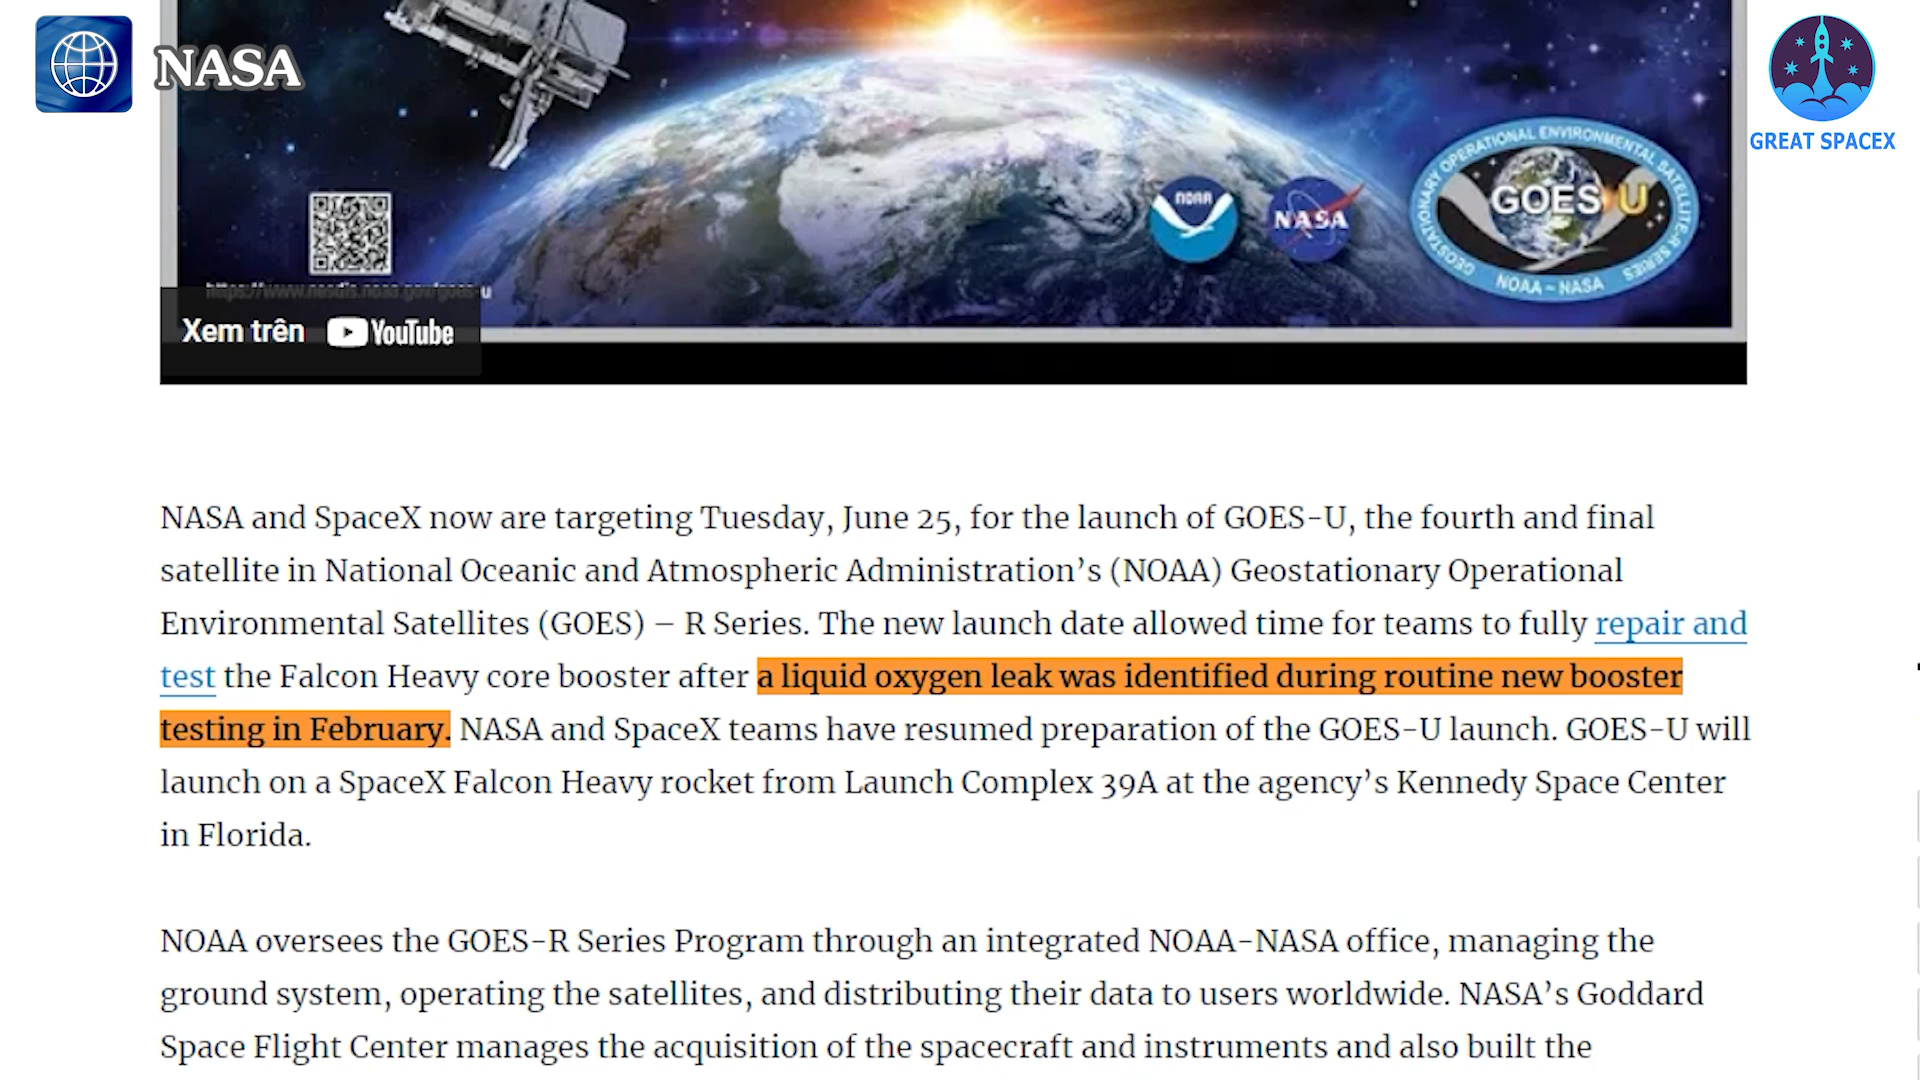 NASA
GREAT SPACEX
GEOSTATIONARY OPERATIONAL ENVIRONMENTAL SATELLITE SERIES
GOES U
NOAA – NASA
NOAA
NASA
https://www.nesdis.noaa.gov/goes-u
Xem trên YouTube
NASA and SpaceX now are targeting Tuesday, June 25, for the launch of GOES-U, the fourth and final
satellite in National Oceanic and Atmospheric Administration’s (NOAA) Geostationary Operational
Environmental Satellites (GOES) – R Series. The new launch date allowed time for teams to fully repair and
test the Falcon Heavy core booster after a liquid oxygen leak was identified during routine new booster
testing in February. NASA and SpaceX teams have resumed preparation of the GOES-U launch. GOES-U will
launch on a SpaceX Falcon Heavy rocket from Launch Complex 39A at the agency’s Kennedy Space Center
in Florida.
NOAA oversees the GOES-R Series Program through an integrated NOAA-NASA office, managing the
ground system, operating the satellites, and distributing their data to users worldwide. NASA’s Goddard
Space Flight Center manages the acquisition of the spacecraft and instruments and also built the